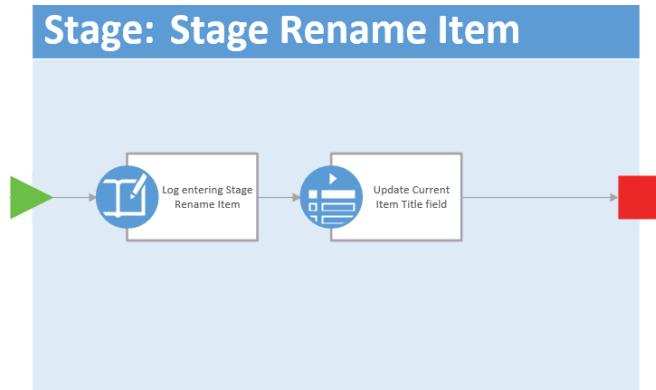 Stage: Stage Rename Item
Log entering Stage
Rename Item
Update Current
Item Title field